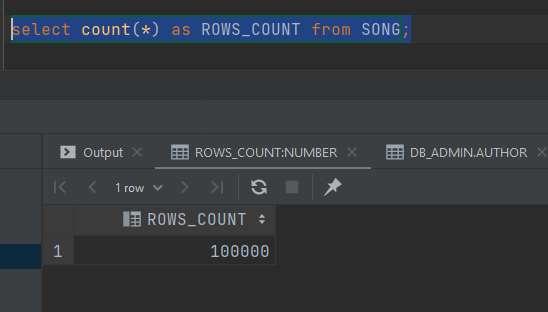 select count(*) as ROWS_COUNT from SONG;
Output ROWS_COUNT:NUMBER DB_ADMIN.AUTHOR
1 row
ROWS_COUNT
1 100000